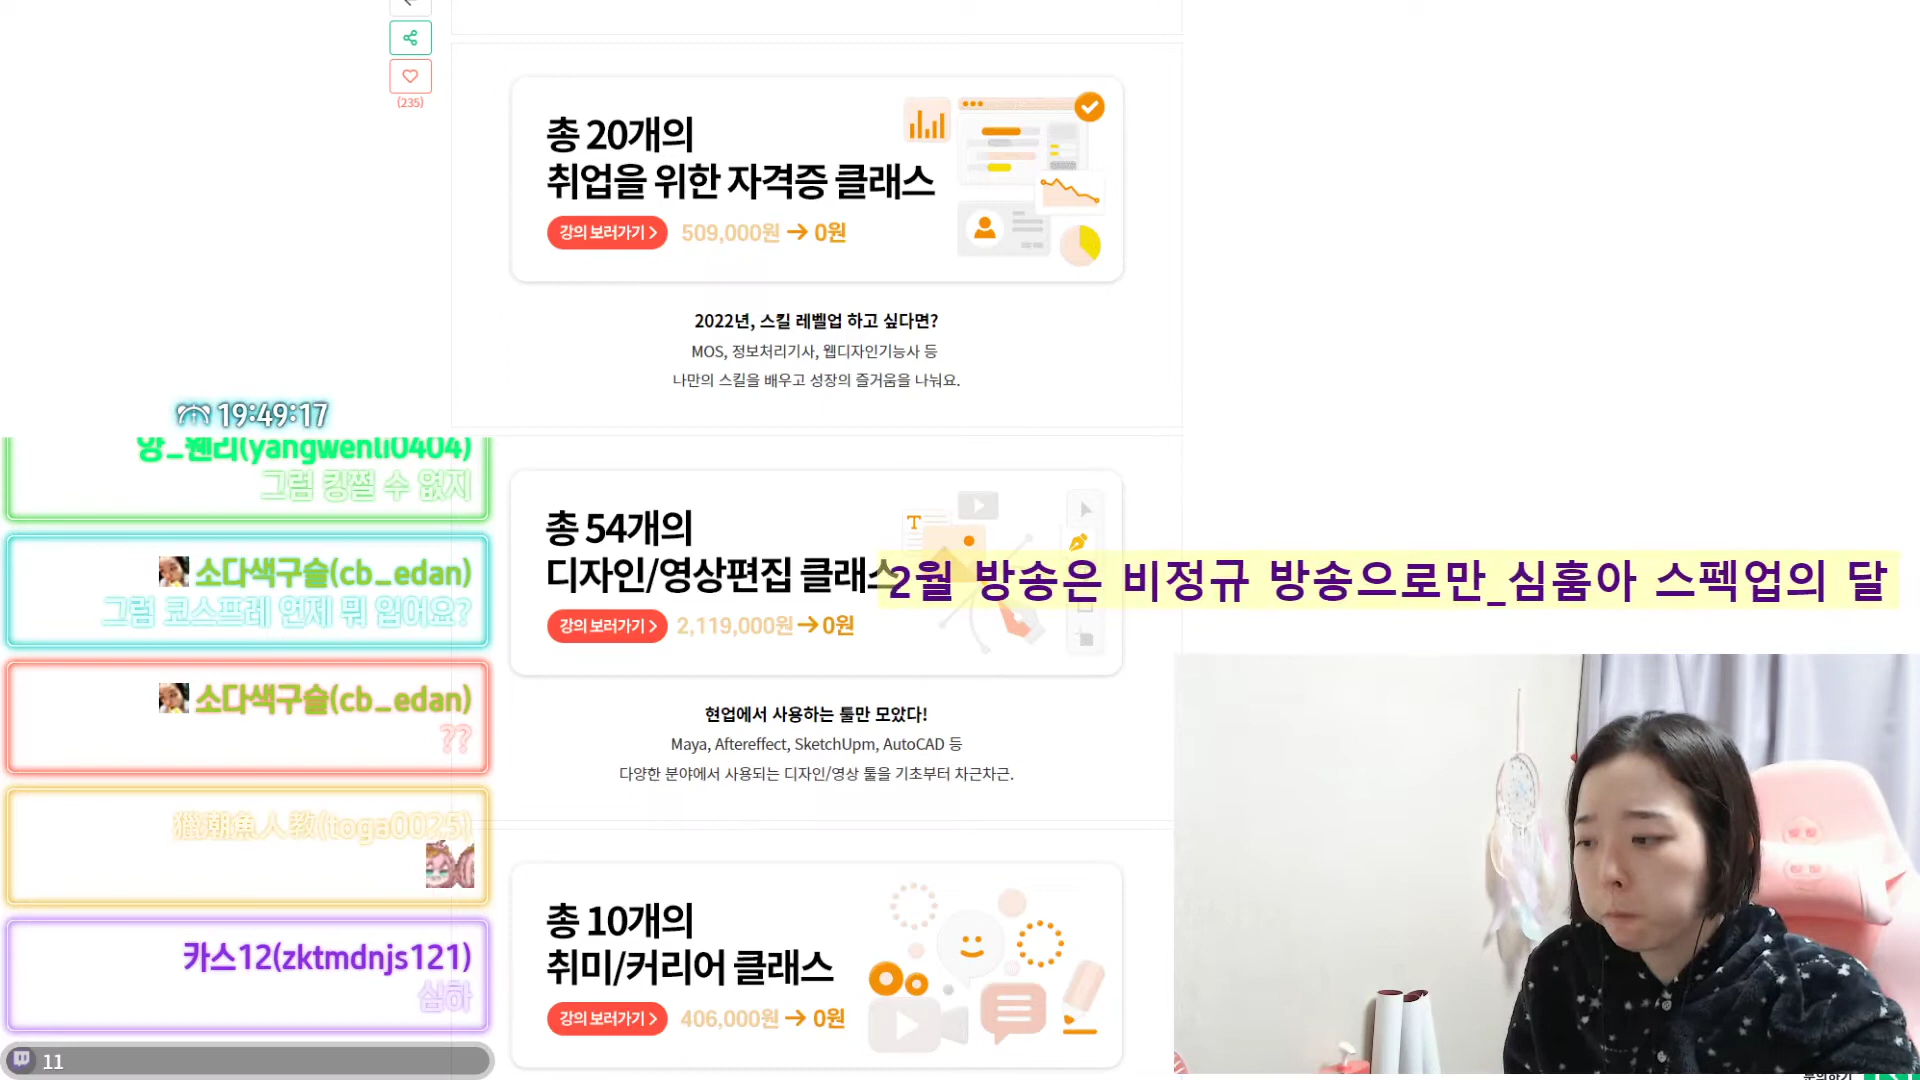 (235)
총 20개의
취업을 위한 자격증 클래스
강의 보러가기 >
509,000원 → 0원
2022년, 스킬 레벨업 하고 싶다면?
MOS, 정보처리기사, 웹디자인기능사 등
나만의 스킬을 배우고 성장의 즐거움을 나눠요.
19:49:17
양_웬리(yangwenli0404)
그럼 킹쩔 수 없지
소다색구슬(cb_edan)
그럼 코스프레 언제 뭐 입어요?
소다색구슬(cb_edan)
??
獵潮魚人教(toga0025)
카스12(zktmdnjs121)
심하
11
총 54개의
디자인/영상편집 클래스
강의 보러가기 >
2,119,000원 → 0원
T
2월 방송은 비정규 방송으로만_심훔아 스펙업의 달
현업에서 사용하는 툴만 모았다!
Maya, Aftereffect, SketchUpm, AutoCAD 등
다양한 분야에서 사용되는 디자인/영상 툴을 기초부터 차근차근.
총 10개의
취미/커리어 클래스
강의 보러가기 >
406,000원 → 0원